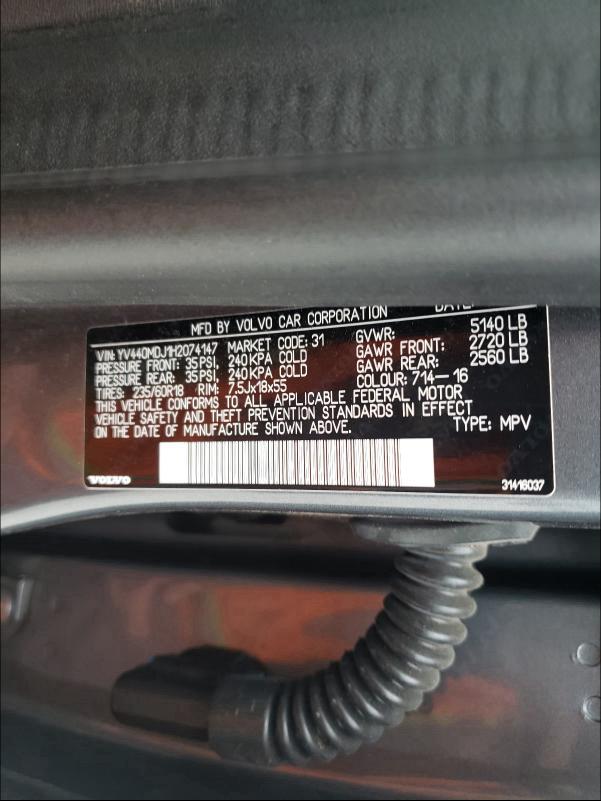 MFD BY VOLVO CAR CORPORATION
VIN: YV440MDJ1H2074147 MARKET CODE: 31 GVWR: 5140 LB
PRESSURE FRONT: 35 PSI, 240 KPA COLD GAWR FRONT: 2720 LB
PRESSURE REAR: 35 PSI, 240 KPA COLD GAWR REAR: 2560 LB
TIRES: 235/60R18 RIM: 7.5Jx18x55 COLOUR: 714—16
THIS VEHICLE CONFORMS TO ALL APPLICABLE FEDERAL MOTOR
VEHICLE SAFETY AND THEFT PREVENTION STANDARDS IN EFFECT
ON THE DATE OF MANUFACTURE SHOWN ABOVE. TYPE: MPV
VOLVO 31416037